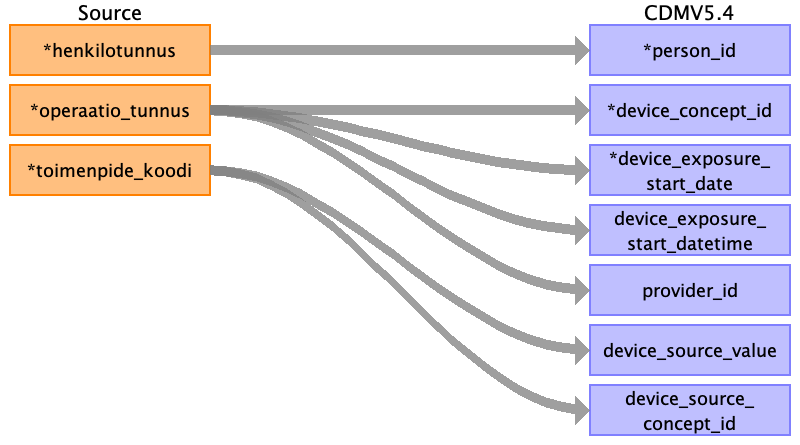 Source
CDMV5.4
*henkilotunnus
*person_id
*operaatio_tunnus
*device_concept_id
*toimenpide_koodi
*device_exposure_
start_date
device_exposure_
start_datetime
provider_id
device_source_value
device_source_
concept_id